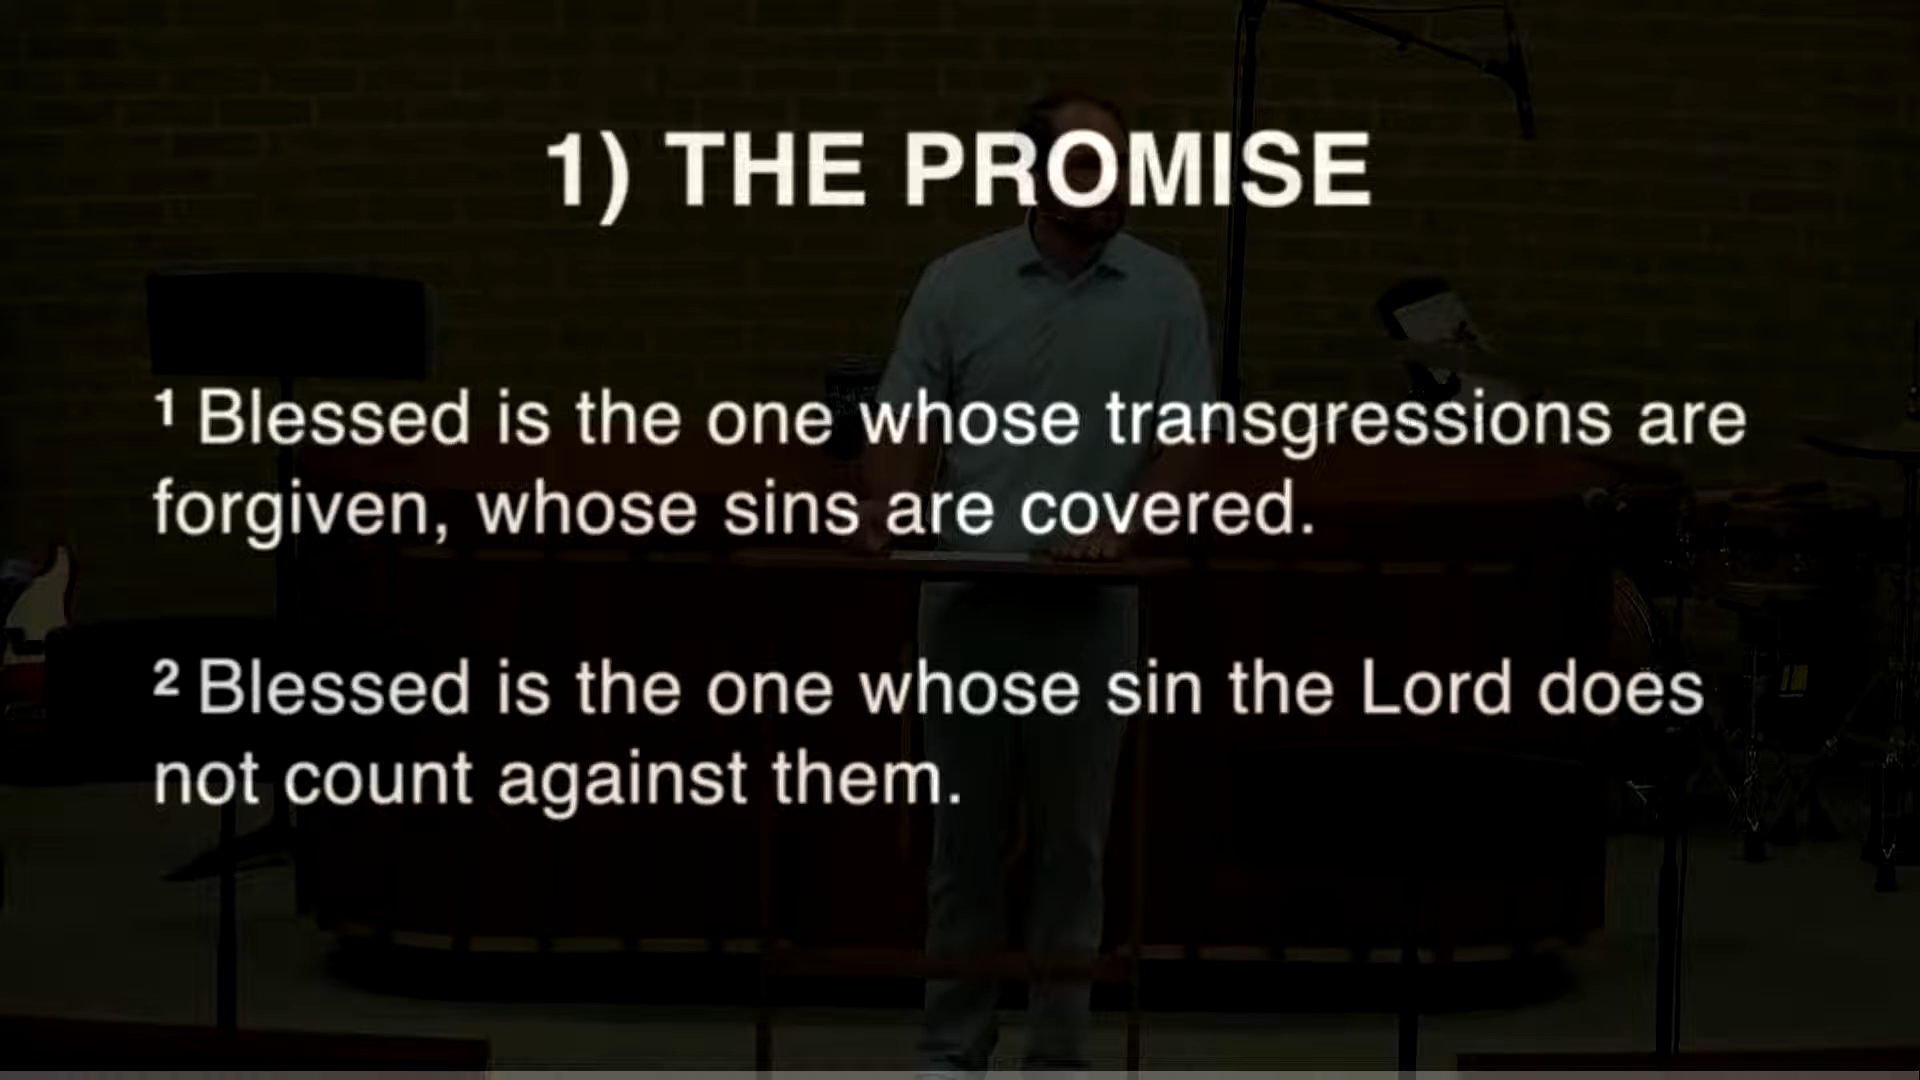 1) THE PROMISE
¹ Blessed is the one whose transgressions are
forgiven, whose sins are covered.
² Blessed is the one whose sin the Lord does
not count against them.